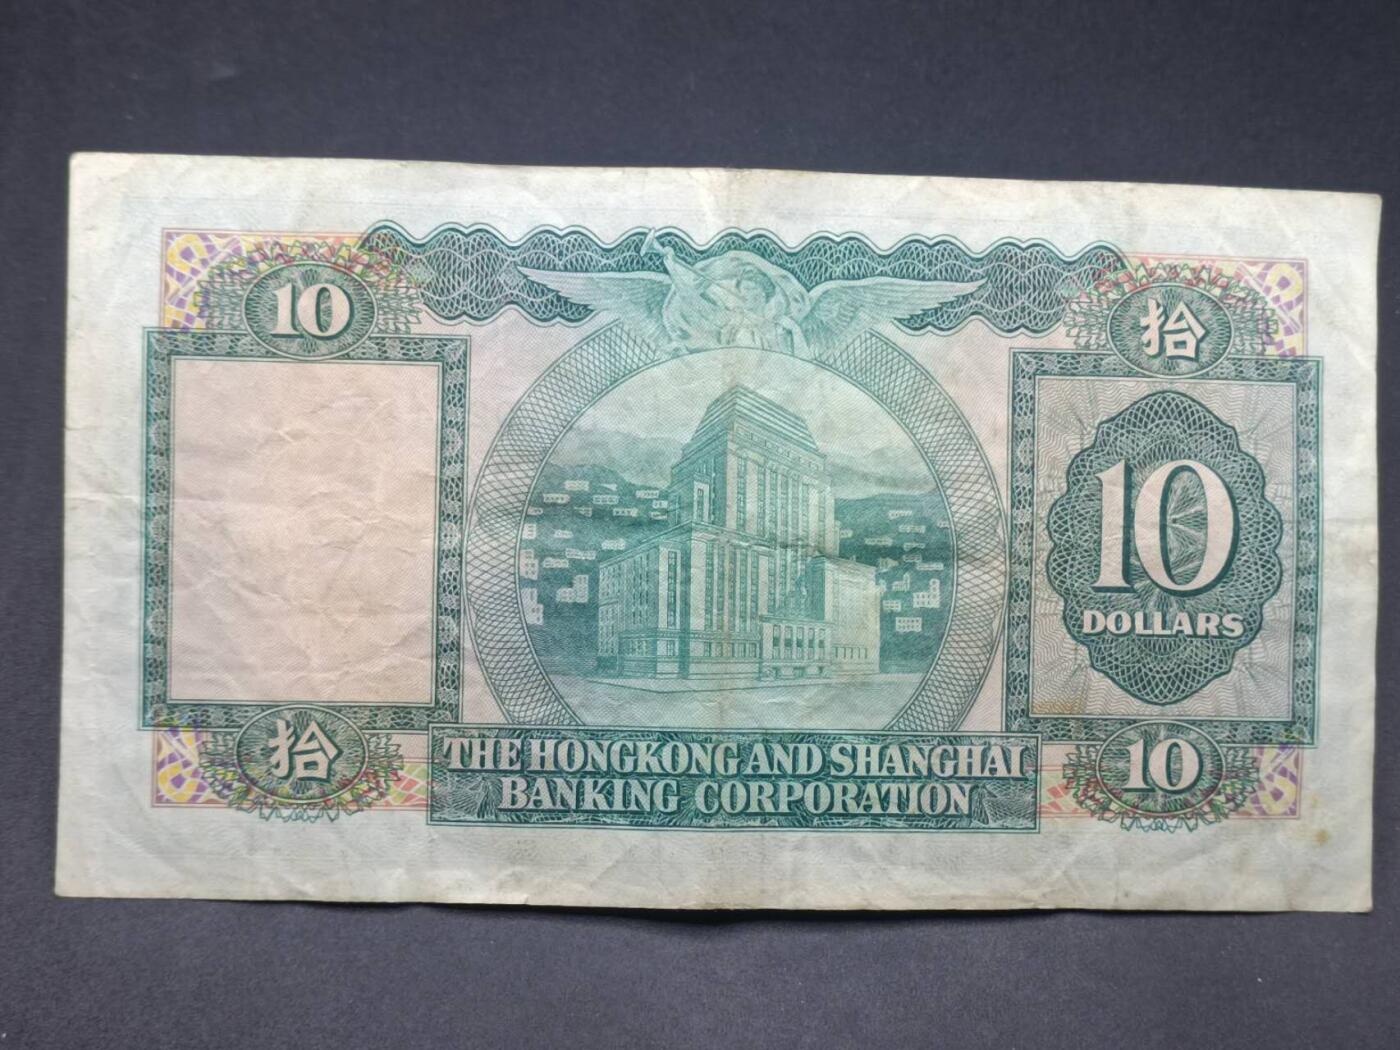 10
拾
10
DOLLARS
拾
THE HONGKONG AND SHANGHAI
BANKING CORPORATION
10